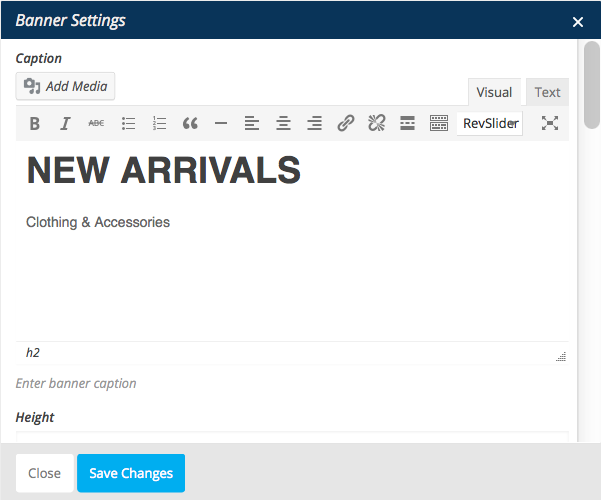 Banner Settings
Caption
Add Media
Visual Text
B I ABC RevSlider
NEW ARRIVALS
Clothing & Accessories
h2
Enter banner caption
Height
Close Save Changes